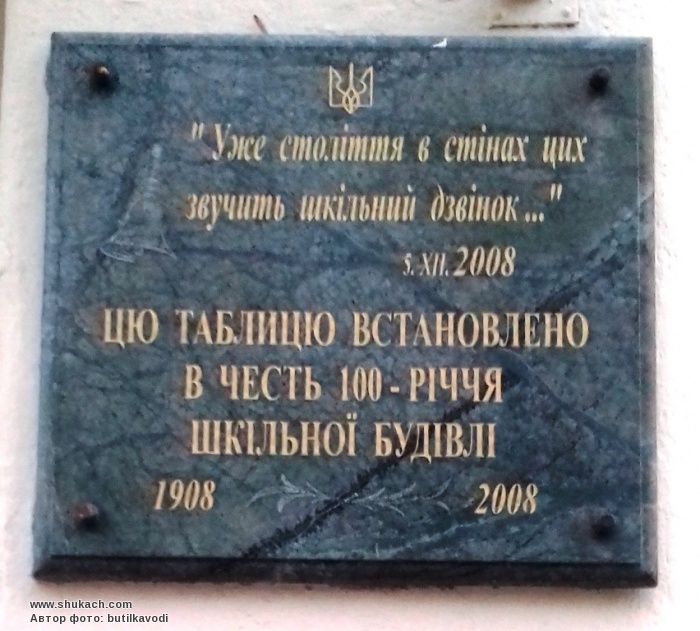 " Уже століття в стінах цих
звучить шкільний дзвінок..."
5. XII. 2008
ЦЮ ТАБЛИЦЮ ВСТАНОВЛЕНО
В ЧЕСТЬ 100 - РІЧЧЯ
ШКІЛЬНОЇ БУДІВЛІ
1908 2008
www.shukach.com
Автор фото: butilkavodi